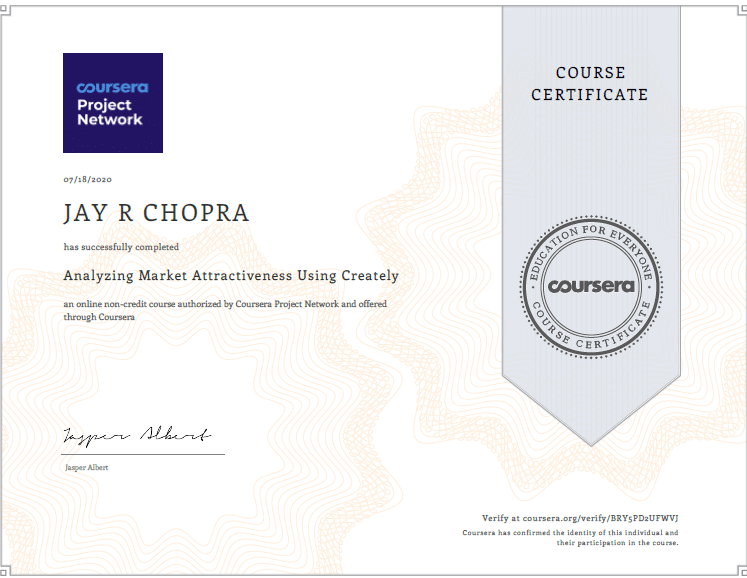 coursera
Project
Network
COURSE
CERTIFICATE
07/18/2020
JAY R CHOPRA
has successfully completed
Analyzing Market Attractiveness Using Creately
an online non-credit course authorized by Coursera Project Network and offered
through Coursera
EDUCATION FOR EVERYONE
coursera
COURSE CERTIFICATE
Jasper Albert
Jasper Albert
Verify at coursera.org/verify/BRY5PD2UFWVJ
Coursera has confirmed the identity of this individual and
their participation in the course.